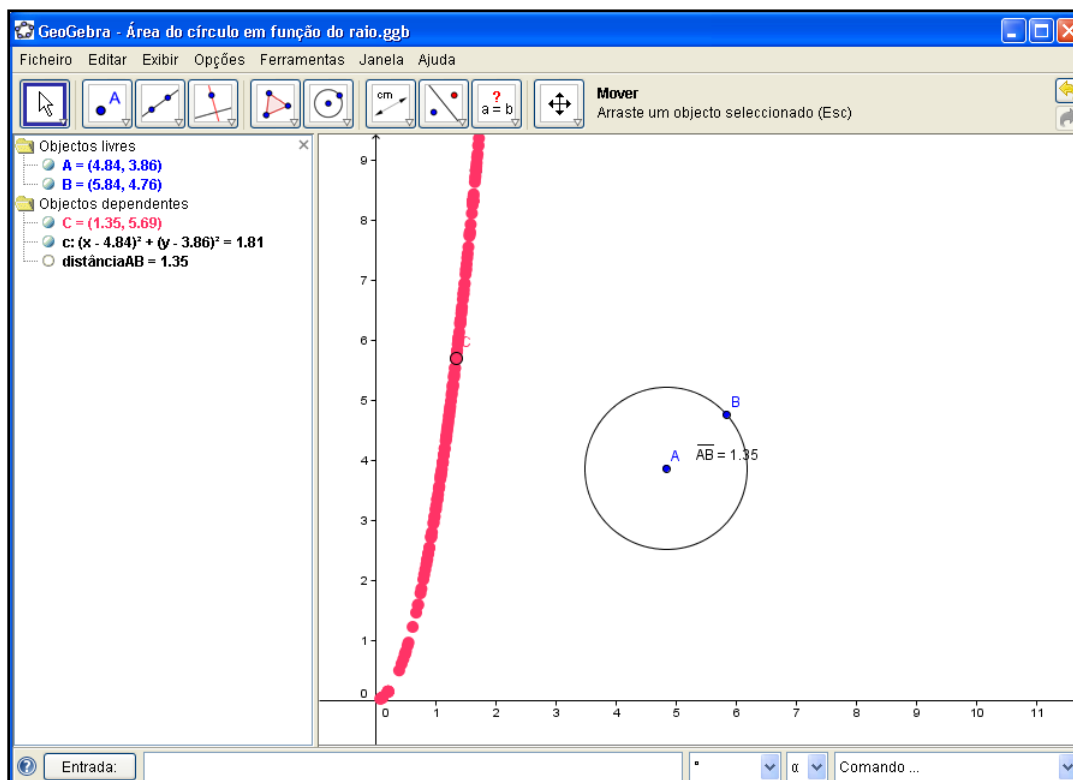 GeoGebra - Área do círculo em função do raio.ggb
Ficheiro Editar Exibir Opções Ferramentas Janela Ajuda
A
cm
?
a = b
Mover
Arraste um objecto seleccionado (Esc)
Objectos livres
A = (4.84, 3.86)
B = (5.84, 4.76)
Objectos dependentes
C = (1.35, 5.69)
c: (x - 4.84)² + (y - 3.86)² = 1.81
distânciaAB = 1.35
9
8
7
6
5
4
3
2
1
0
C
B
A
AB = 1.35
0 1 2 3 4 5 6 7 8 9 10 11
Entrada:
α
Comando ...